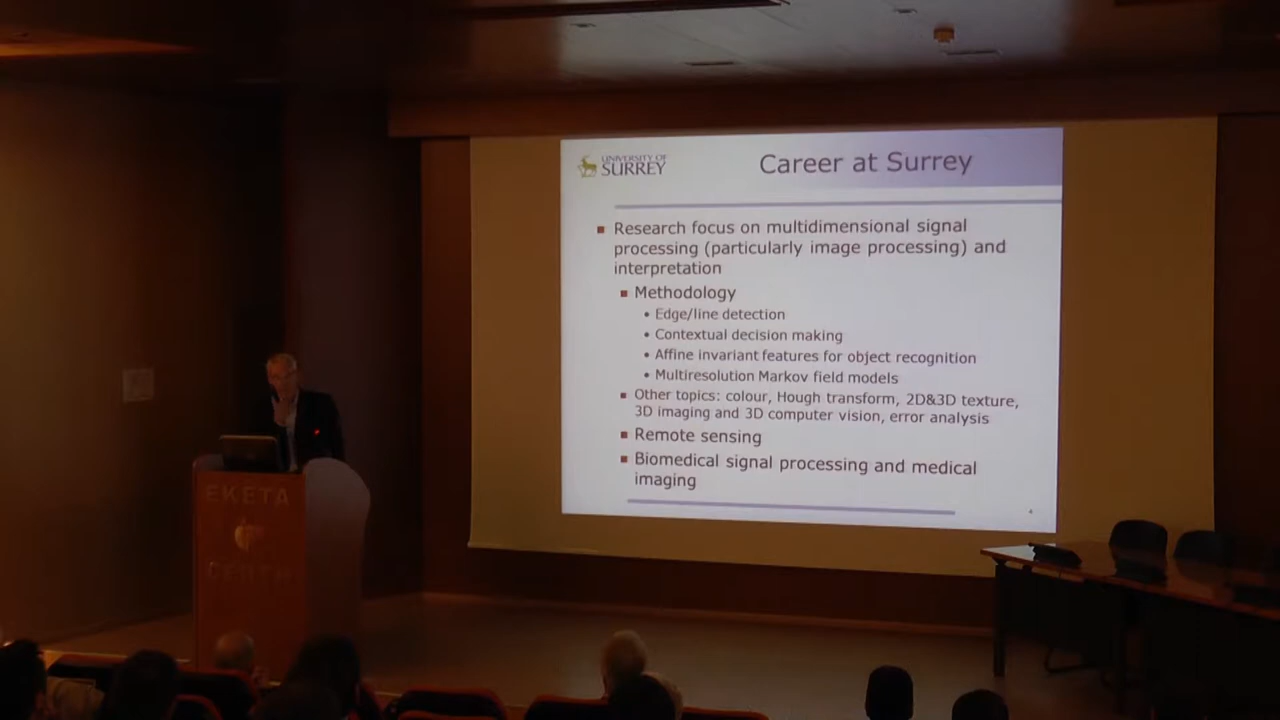 UNIVERSITY OF
SURREY
Career at Surrey
Research focus on multidimensional signal
processing (particularly image processing) and
interpretation
Methodology
Edge/line detection
Contextual decision making
Affine invariant features for object recognition
Multiresolution Markov field models
Other topics: colour, Hough transform, 2D&3D texture,
3D imaging and 3D computer vision, error analysis
Remote sensing
Biomedical signal processing and medical
imaging
4
EKETA
CERTH